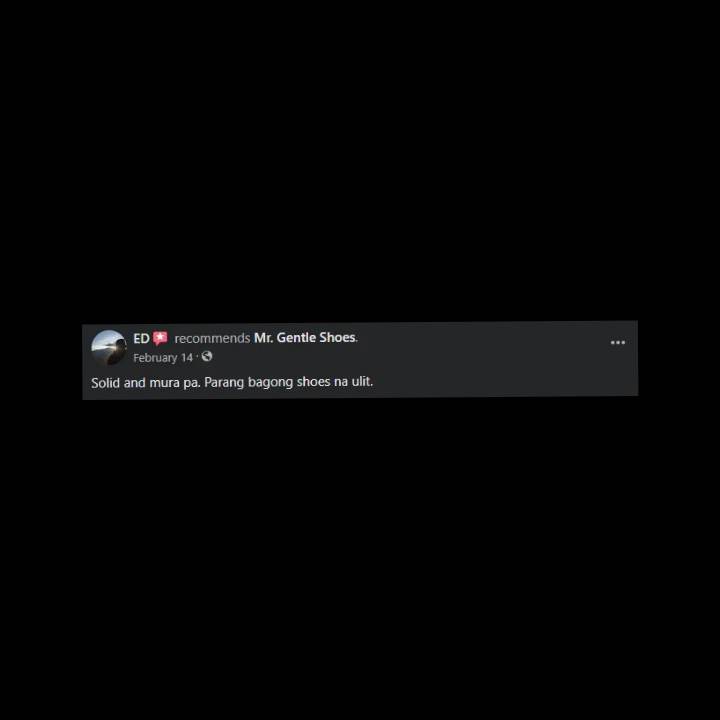 ED recommends Mr. Gentle Shoes.
February 14 ·
Solid and mura pa. Parang bagong shoes na ulit.